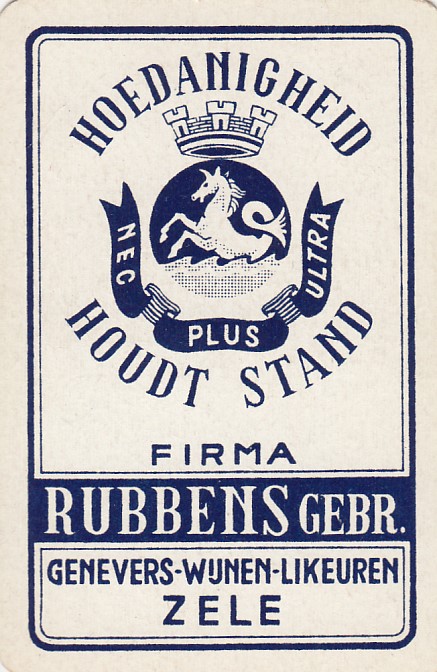 HOEDANIGHEID
NEC PLUS ULTRA
HOUDT STAND
FIRMA
RUBBENS GEBR.
GENEVERS-WIJNEN-LIKEUREN
ZELE